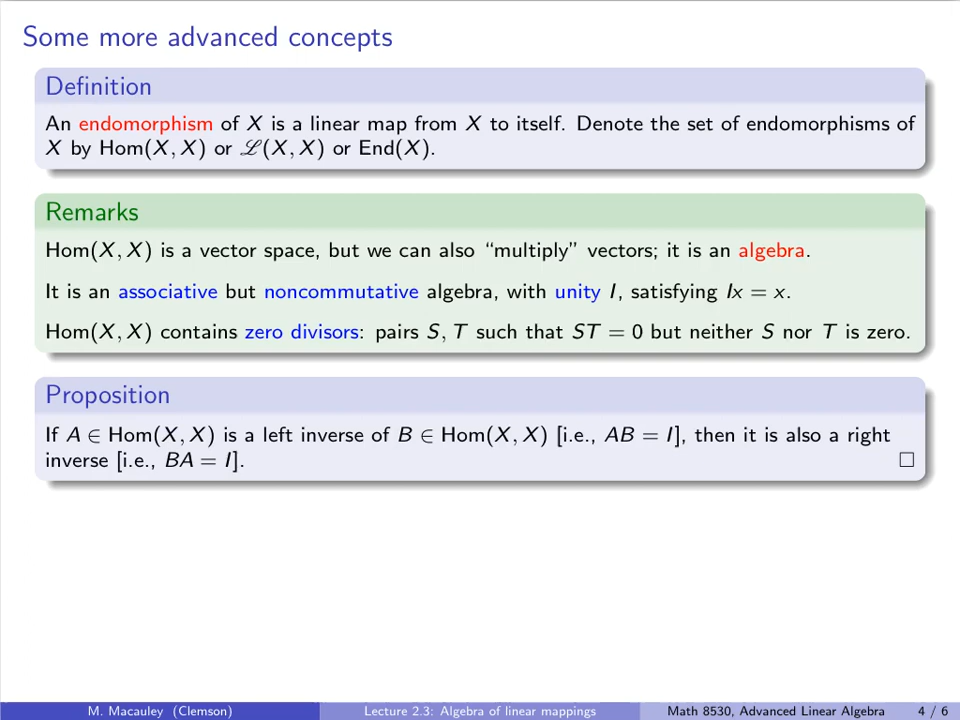 Some more advanced concepts
Definition
An endomorphism of X is a linear map from X to itself. Denote the set of endomorphisms of
X by Hom(X, X) or ℒ(X, X) or End(X).
Remarks
Hom(X, X) is a vector space, but we can also “multiply” vectors; it is an algebra.
It is an associative but noncommutative algebra, with unity I, satisfying Ix = x.
Hom(X, X) contains zero divisors: pairs S, T such that ST = 0 but neither S nor T is zero.
Proposition
If A ∈ Hom(X, X) is a left inverse of B ∈ Hom(X, X) [i.e., AB = I], then it is also a right
inverse [i.e., BA = I]. □
M. Macauley (Clemson) Lecture 2.3: Algebra of linear mappings Math 8530, Advanced Linear Algebra 4 / 6